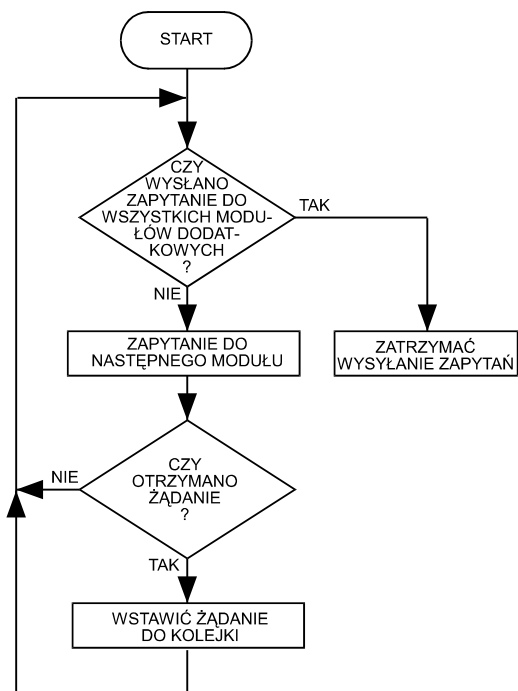 START
CZY
WYSŁANO
ZAPYTANIE DO
WSZYSTKICH MODU-
ŁÓW DODAT-
KOWYCH
?
TAK
NIE
ZAPYTANIE DO
NASTĘPNEGO MODUŁU
ZATRZYMAĆ
WYSYŁANIE ZAPYTAŃ
CZY
OTRZYMANO
ŻĄDANIE
?
NIE
TAK
WSTAWIĆ ŻĄDANIE
DO KOLEJKI